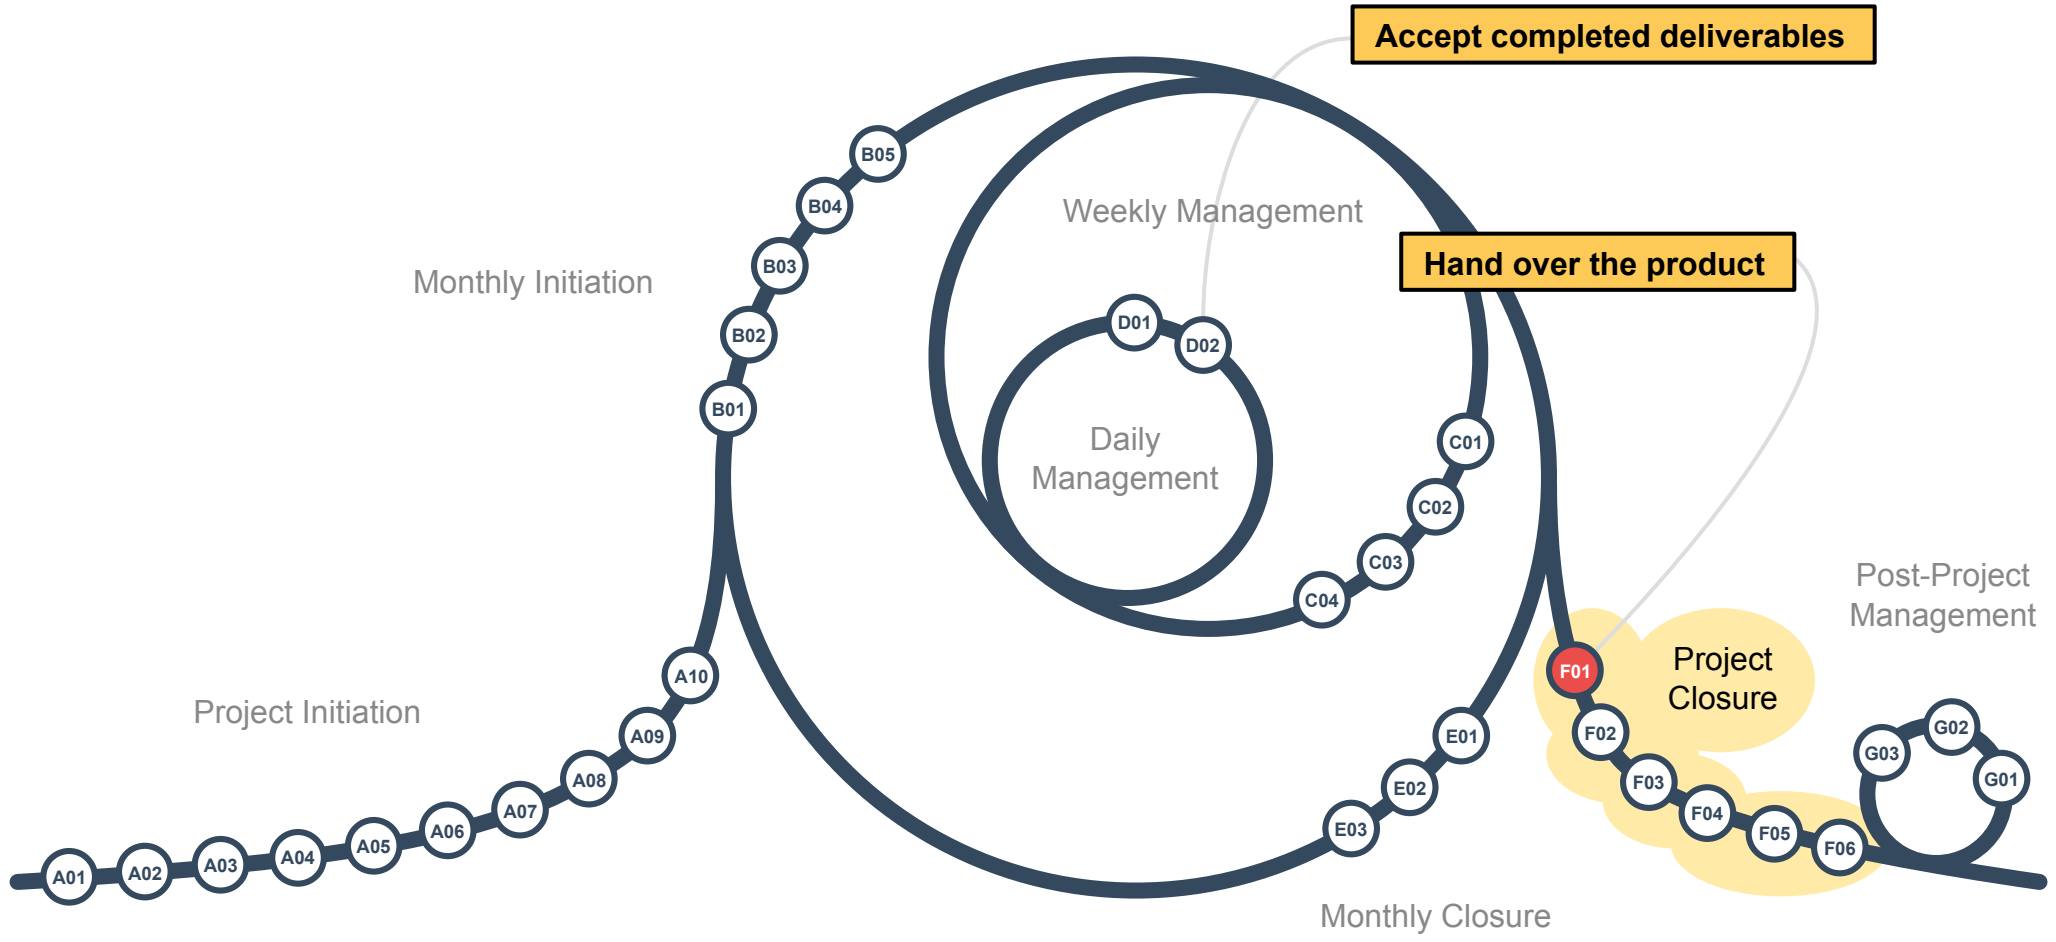 Accept completed deliverables
B05
B04
Weekly Management
Hand over the product
B03
Monthly Initiation
D01
B02
D02
B01
Daily
Management
C01
C02
C03
Post-Project
Management
C04
Project
Closure
A10
F01
Project Initiation
G02
F02
A09
E01
G03
G01
A08
F03
E02
A07
F04
A06
E03
F05
A05
F06
A04
A03
A02
A01
Monthly Closure